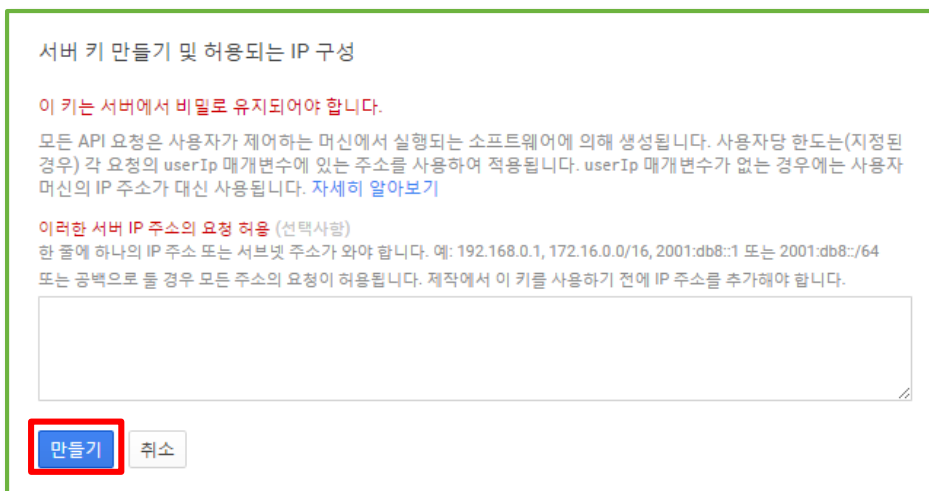 서버 키 만들기 및 허용되는 IP 구성
이 키는 서버에서 비밀로 유지되어야 합니다.
모든 API 요청은 사용자가 제어하는 머신에서 실행되는 소프트웨어에 의해 생성됩니다. 사용자당 한도는(지정된
경우) 각 요청의 userIp 매개변수에 있는 주소를 사용하여 적용됩니다. userIp 매개변수가 없는 경우에는 사용자
머신의 IP 주소가 대신 사용됩니다. 자세히 알아보기
이러한 서버 IP 주소의 요청 허용 (선택사항)
한 줄에 하나의 IP 주소 또는 서브넷 주소가 와야 합니다. 예: 192.168.0.1, 172.16.0.0/16, 2001:db8::1 또는 2001:db8::/64
또는 공백으로 둘 경우 모든 주소의 요청이 허용됩니다. 제작에서 이 키를 사용하기 전에 IP 주소를 추가해야 합니다.
만들기 취소